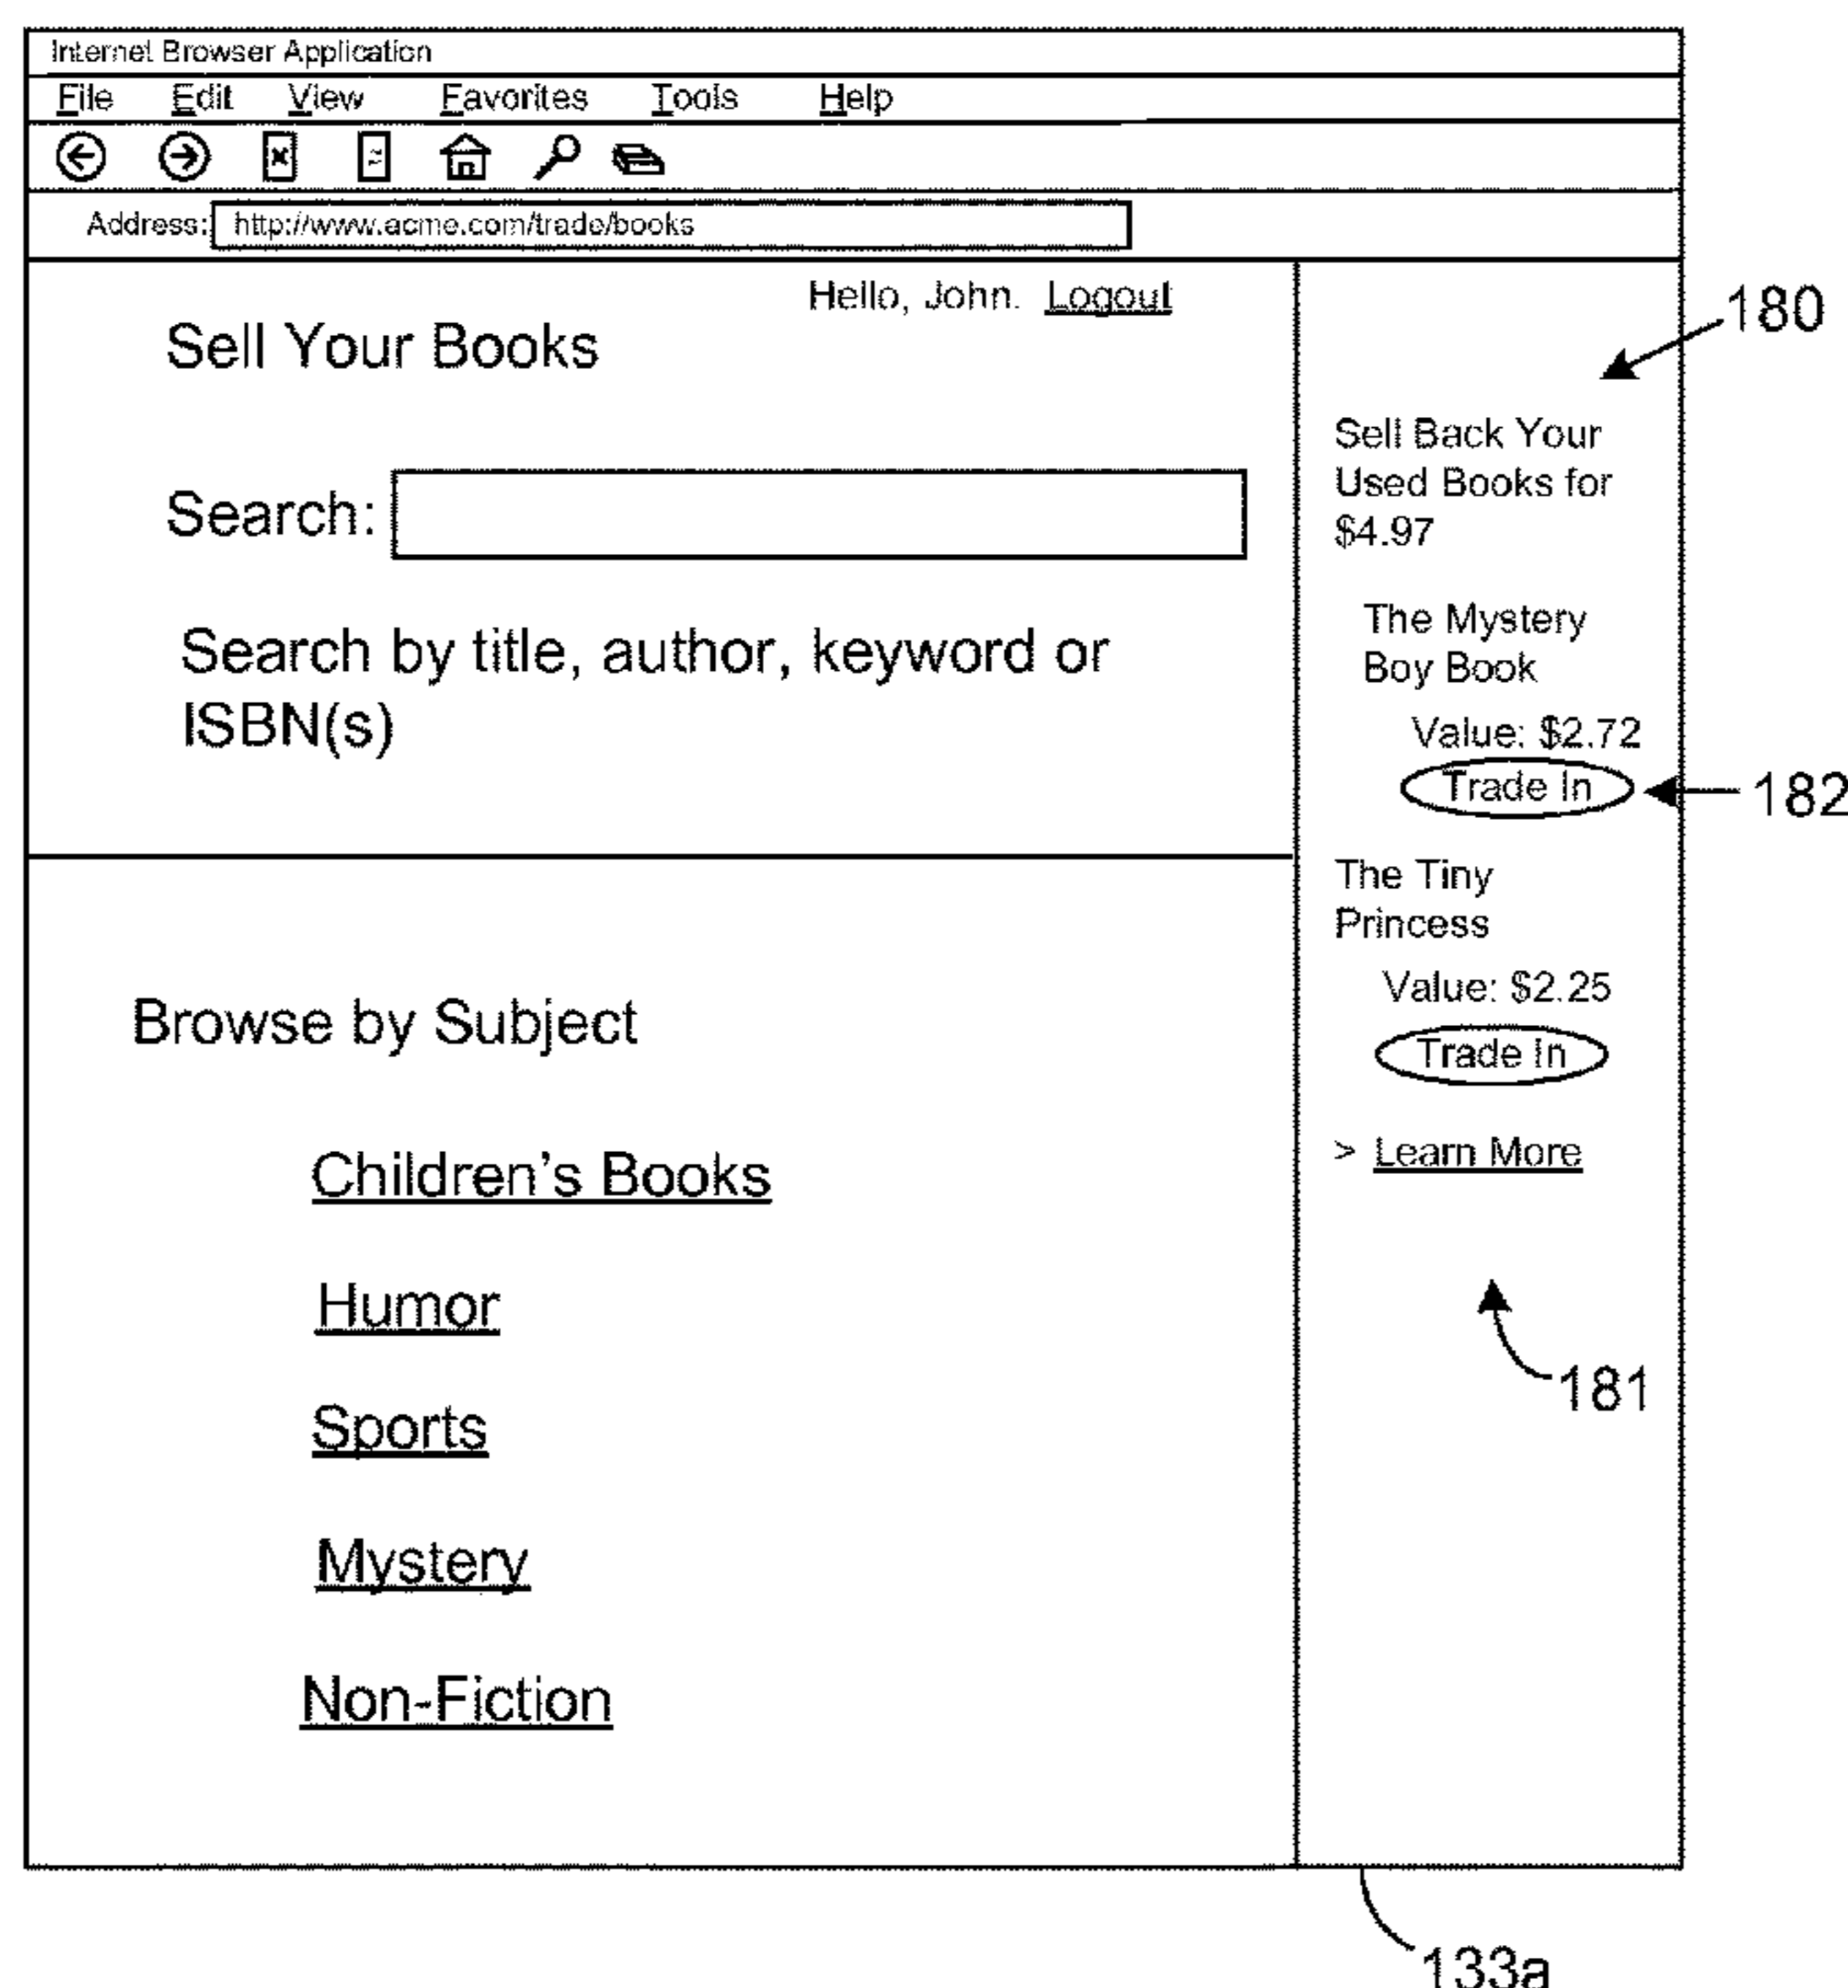 Internet Browser Application
File Edit View Favorites Tools Help
Address: http://www.acme.com/trade/books
Hello, John. Logout
Sell Your Books
Search:
Search by title, author, keyword or
ISBN(s)
Browse by Subject
Children's Books
Humor
Sports
Mystery
Non-Fiction
180
Sell Back Your
Used Books for
$4.97
The Mystery
Boy Book
Value: $2.72
Trade In
182
The Tiny
Princess
Value: $2.25
Trade In
> Learn More
181
133a